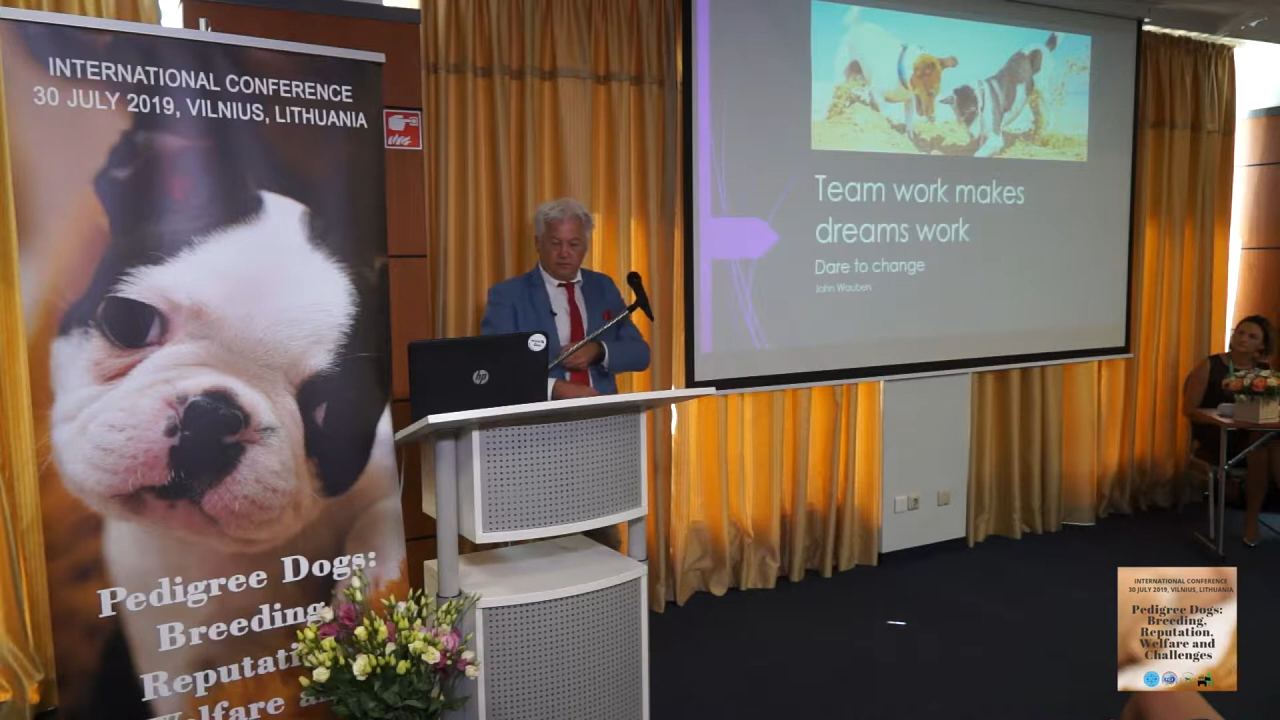 INTERNATIONAL CONFERENCE
30 JULY 2019, VILNIUS, LITHUANIA
Pedigree Dogs:
Breeding,
hp
Team work makes
dreams work
Dare to change
John Wauben
INTERNATIONAL CONFERENCE
30 JULY 2019, VILNIUS, LITHUANIA
Pedigree Dogs:
Breeding,
Reputation,
Welfare and
Challenges